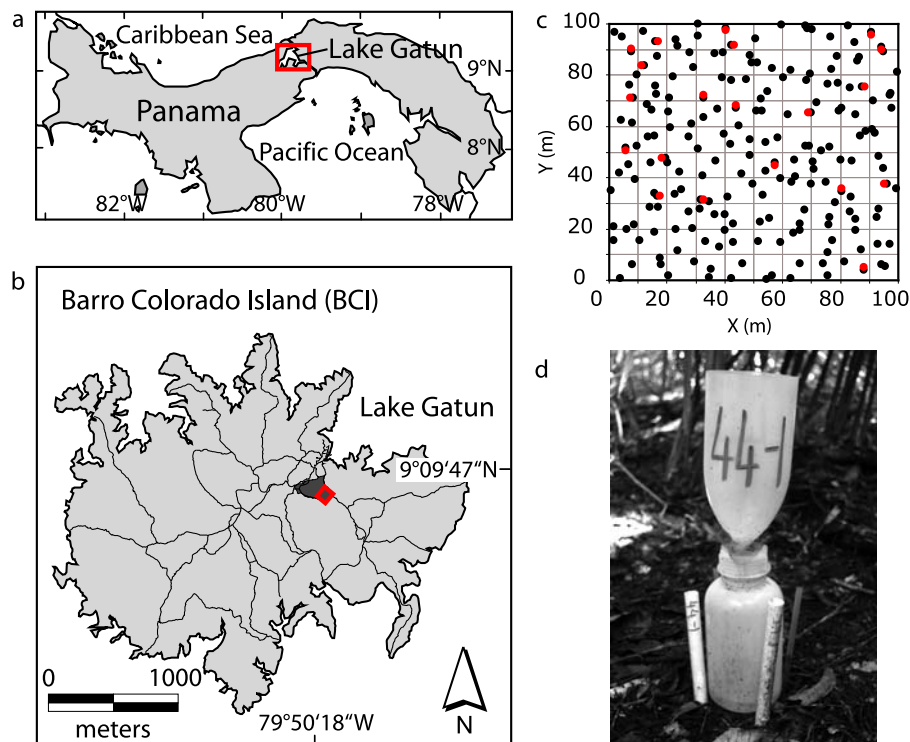 a
Caribbean Sea
Lake Gatun
9°N
Panama
8°N
Pacific Ocean
82°W
80°W
78°W
b
Barro Colorado Island (BCI)
Lake Gatun
9°09'47"N
0 1000
meters
79°50'18"W
N
c
100
80
60
40
20
0
Y (m)
0 20 40 60 80 100
X (m)
d
44-1
44-1